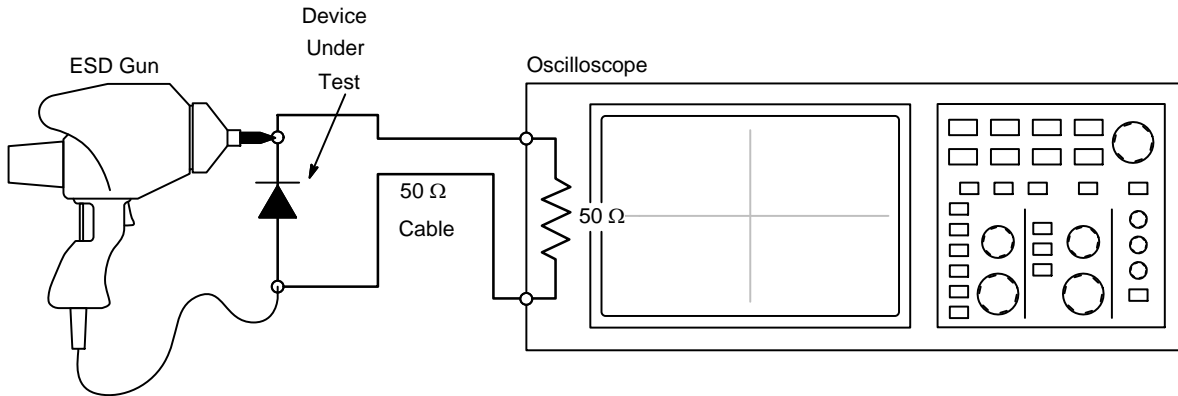 Device
Under
Test
ESD Gun
Oscilloscope
50 Ω
Cable
50 Ω